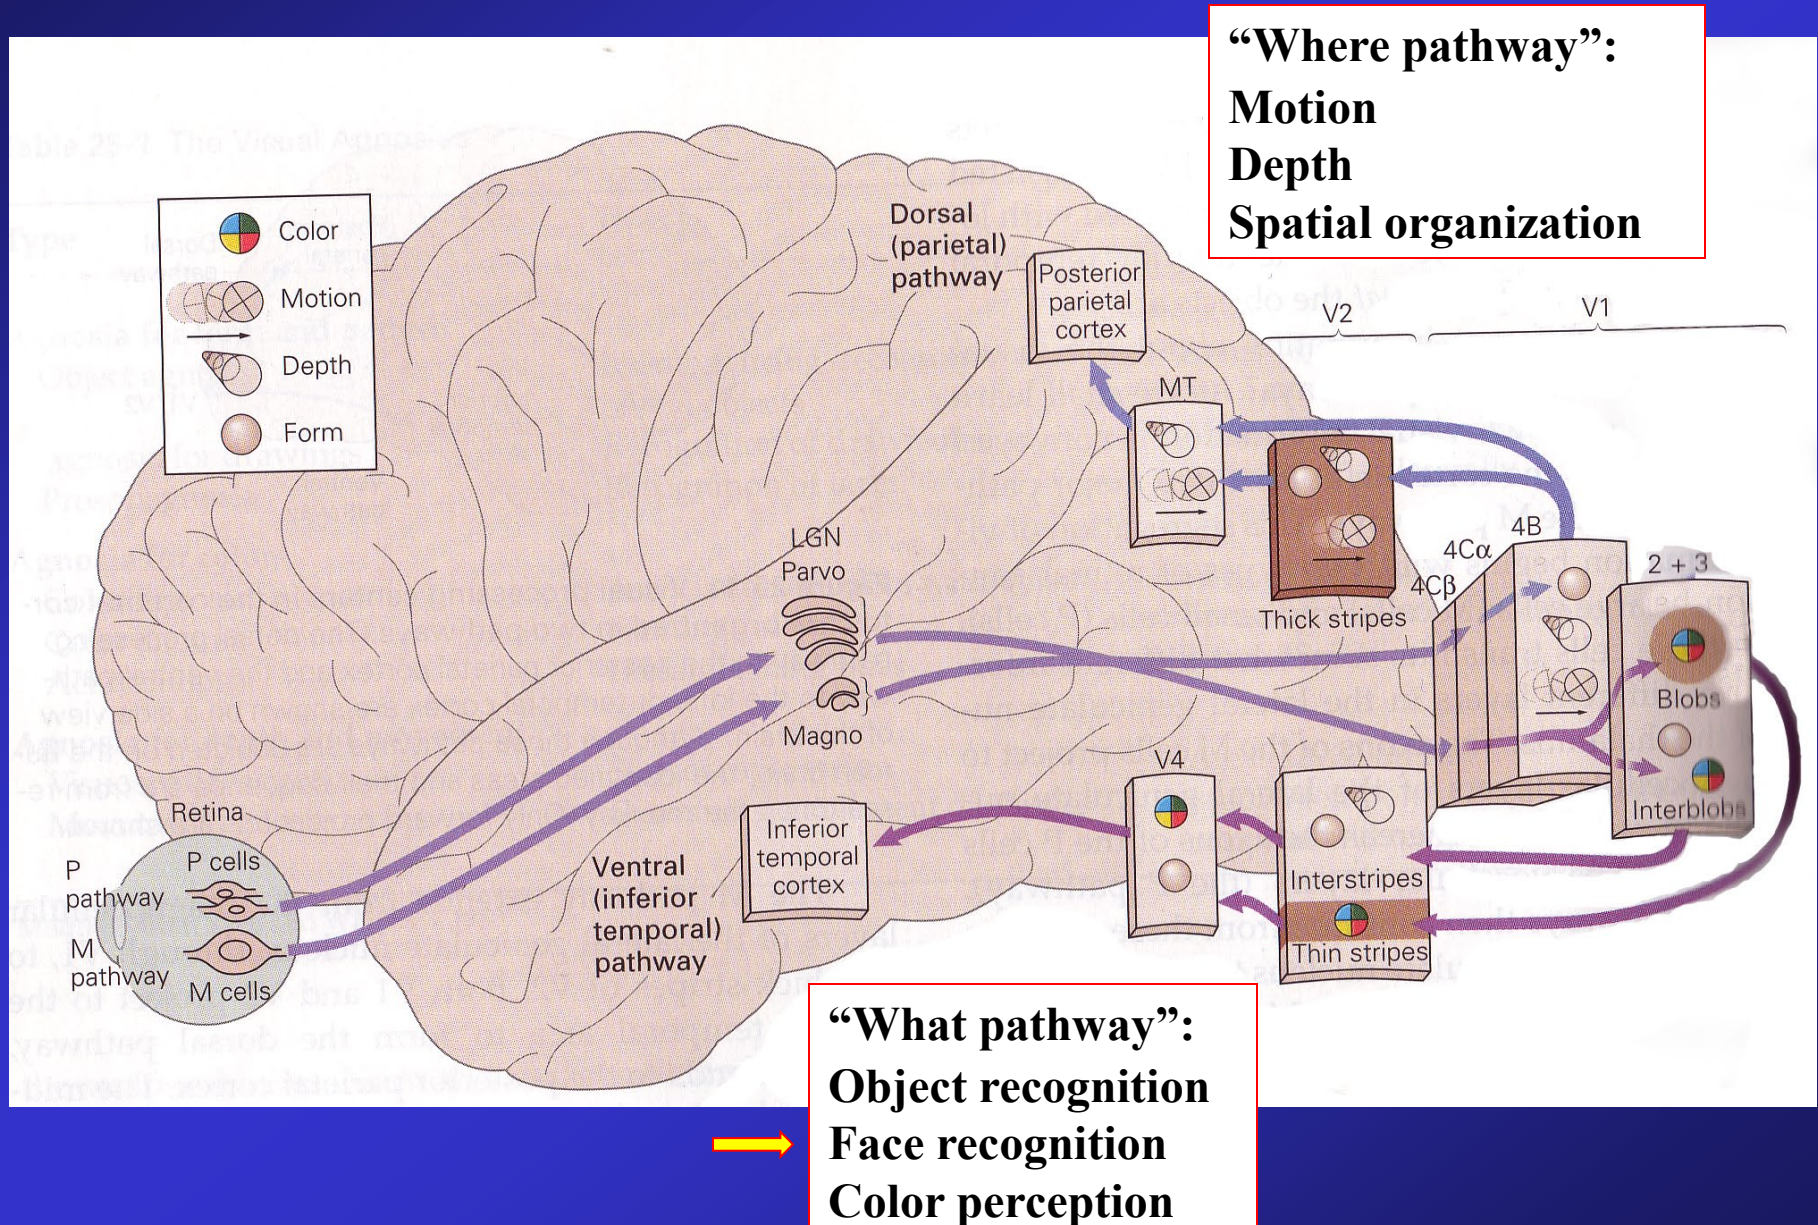 “Where pathway”:
Motion
Depth
Spatial organization
Color
Motion
Depth
Form
Dorsal
(parietal)
pathway
Posterior
parietal
cortex
V2
V1
MT
Thick stripes
4Cβ
4Cα
4B
2 + 3
Blobs
Interblobs
LGN
Parvo
Magno
Retina
P
pathway
P cells
M
pathway
M cells
Ventral
(inferior
temporal)
pathway
Inferior
temporal
cortex
V4
Interstripes
Thin stripes
“What pathway”:
Object recognition
Face recognition
Color perception